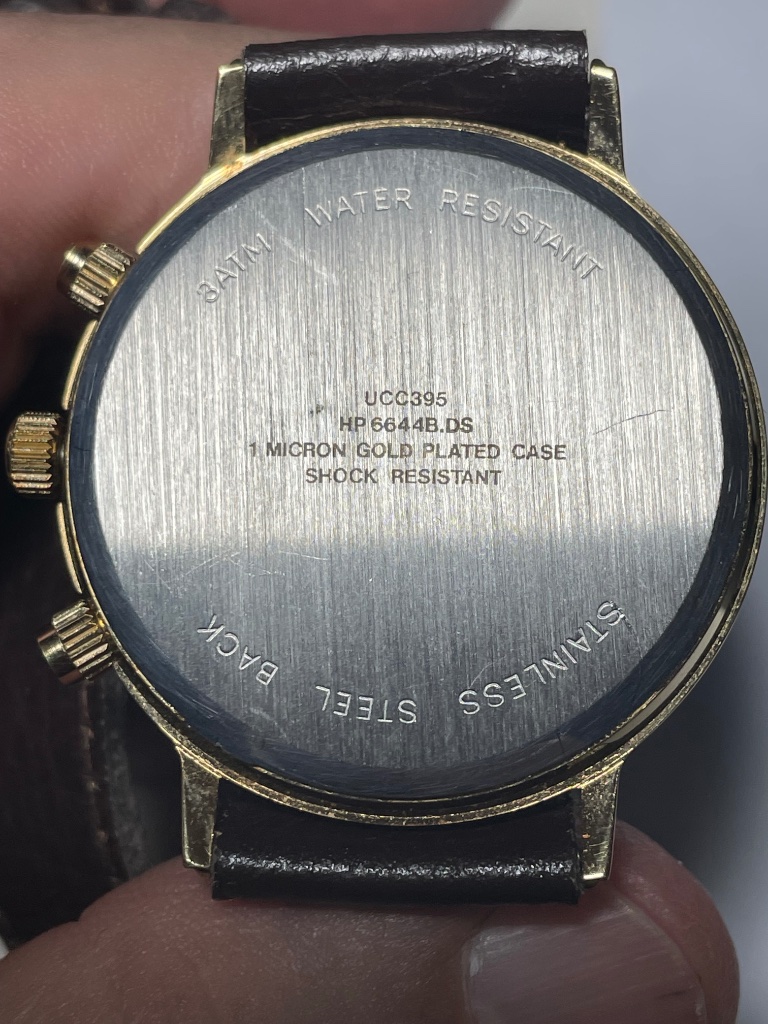 3ATM WATER RESISTANT
UCC395
HP 6644B.DS
1 MICRON GOLD PLATED CASE
SHOCK RESISTANT
STAINLESS STEEL BACK